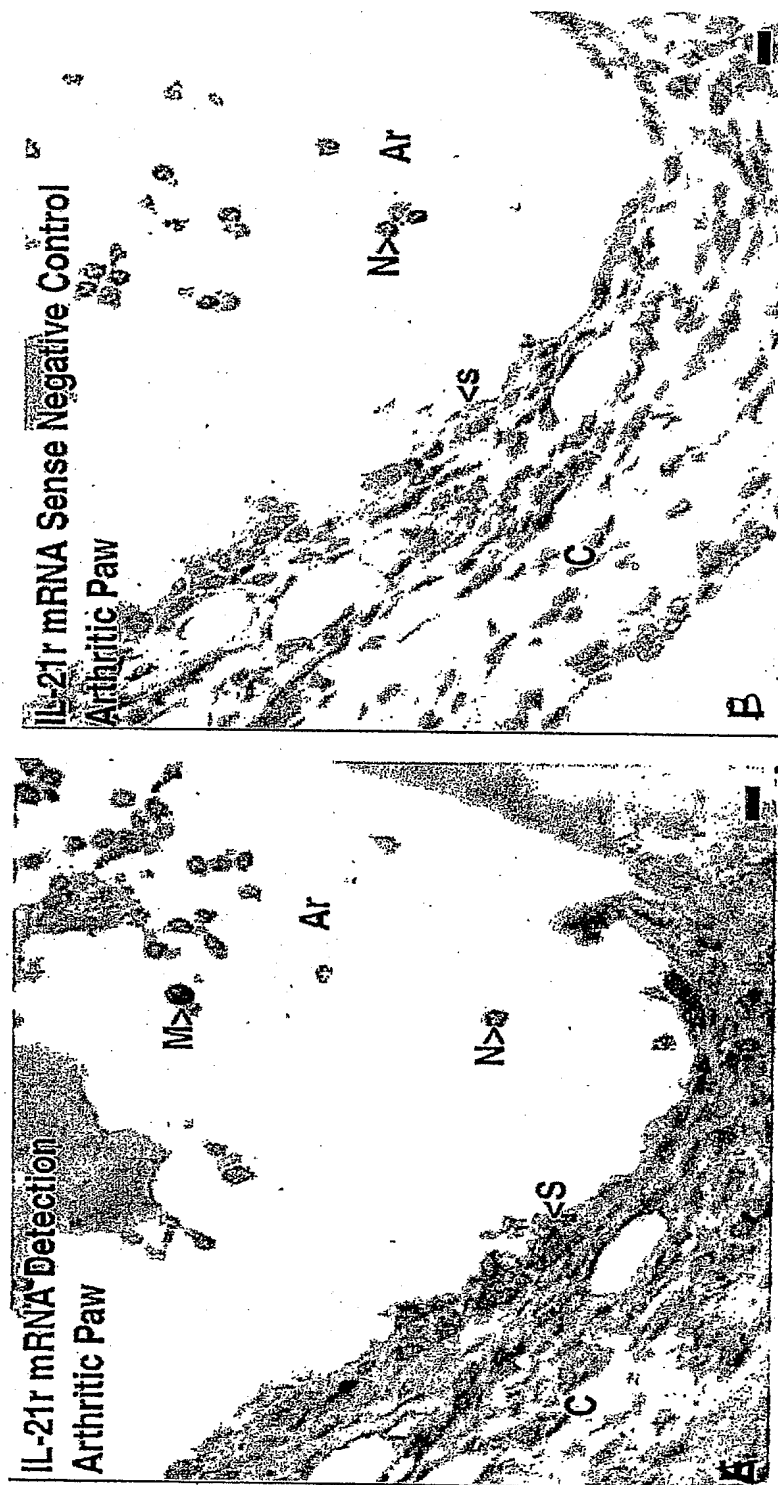 IL-21r mRNA Detection
Arthritic Paw
M>
Ar
N>
<S
C
A
IL-21r mRNA Sense Negative Control
Arthritic Paw
Ar
N>
<s
C
B